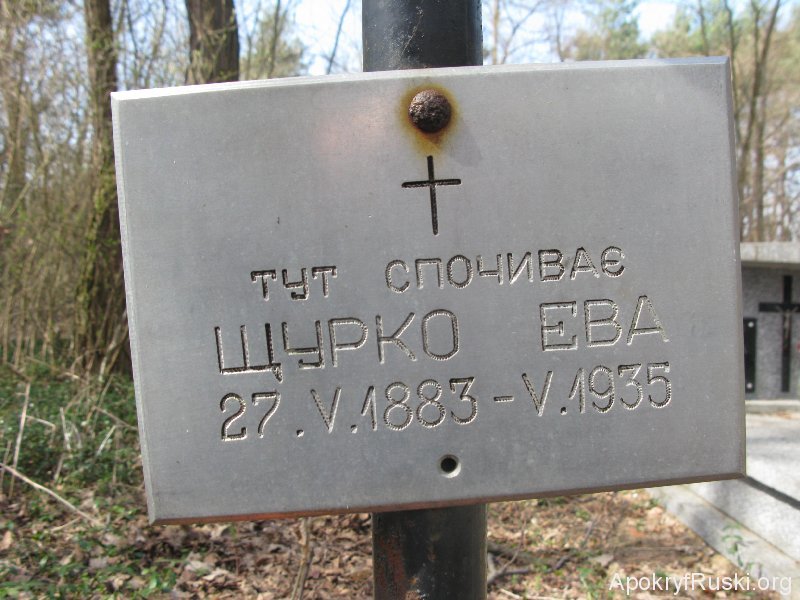 тут спочиває
ЩУРКО ЕВА
27.V.1883-V.1935
ApokryfRuski.org